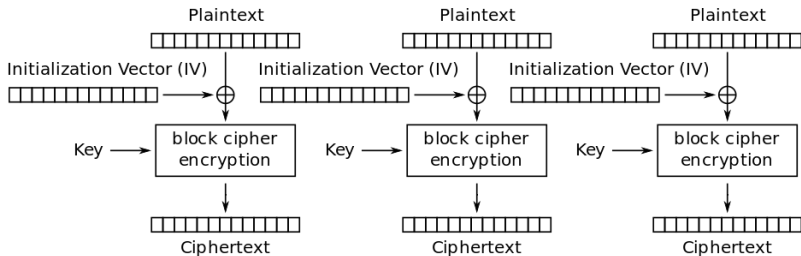 Plaintext Plaintext Plaintext
Initialization Vector (IV) Initialization Vector (IV) Initialization Vector (IV)
Key block cipher encryption Key block cipher encryption Key block cipher encryption
Ciphertext Ciphertext Ciphertext